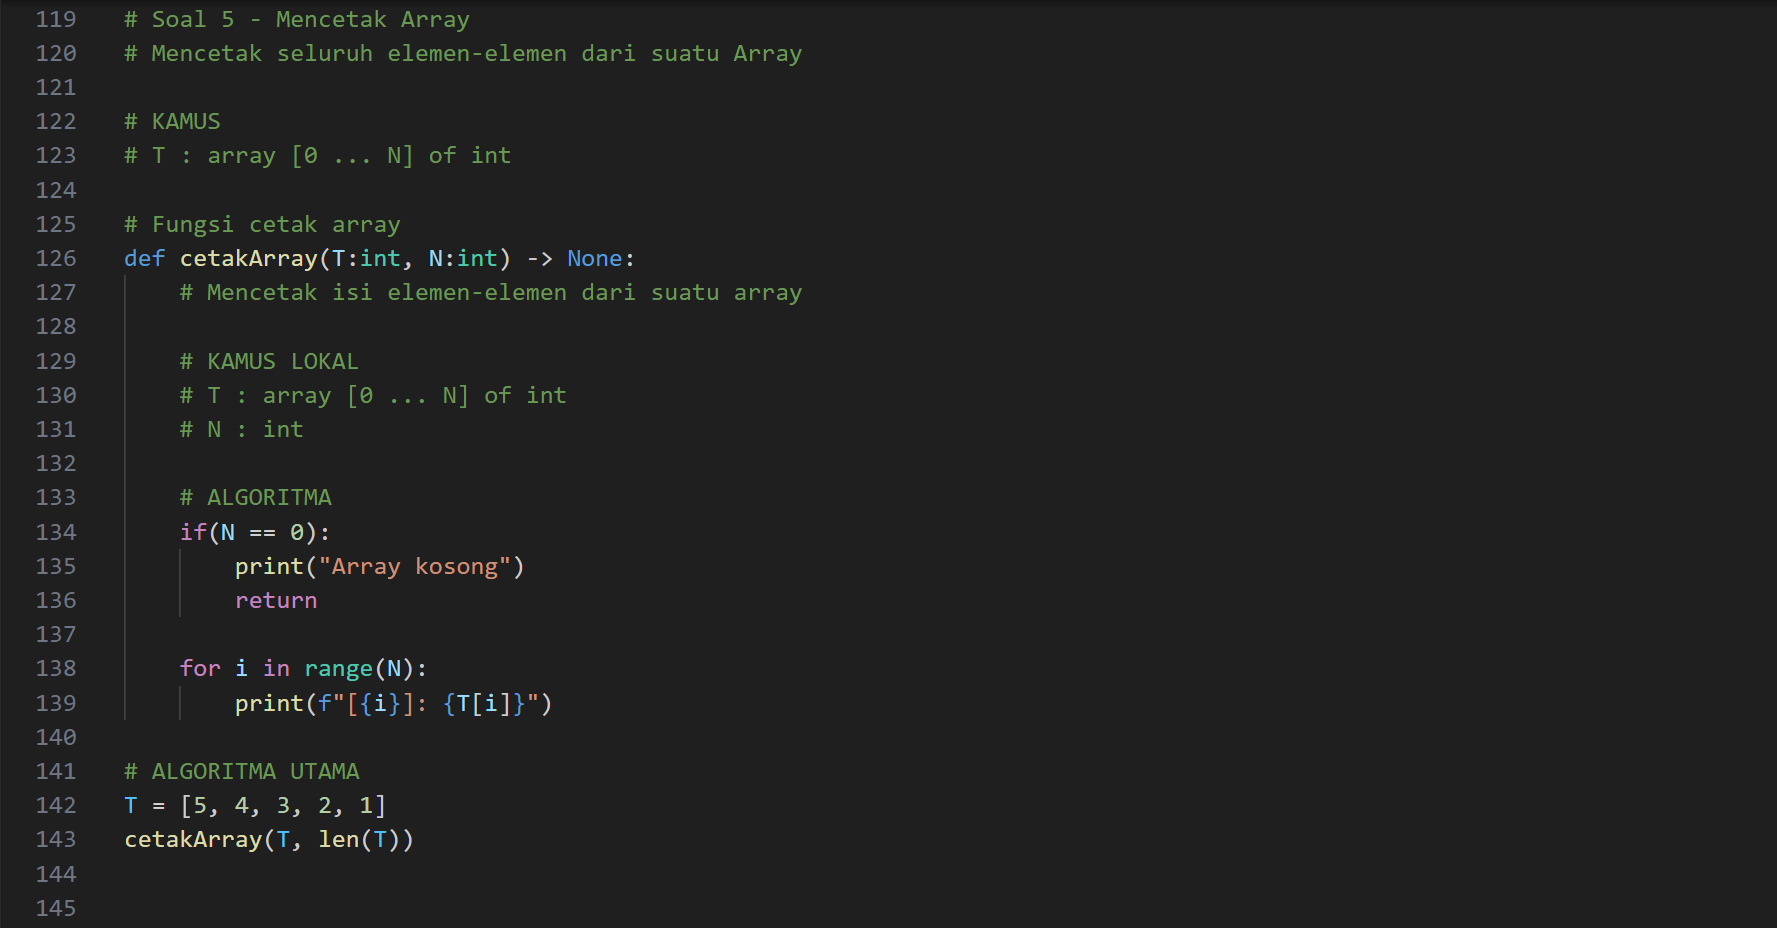 119 # Soal 5 - Mencetak Array
120 # Mencetak seluruh elemen-elemen dari suatu Array
121
122 # KAMUS
123 # T : array [0 ... N] of int
124
125 # Fungsi cetak array
126 def cetakArray(T:int, N:int) -> None:
127     # Mencetak isi elemen-elemen dari suatu array
128
129     # KAMUS LOKAL
130     # T : array [0 ... N] of int
131     # N : int
132
133     # ALGORITMA
134     if(N == 0):
135         print("Array kosong")
136         return
137
138     for i in range(N):
139         print(f"[{i}]: {T[i]}")
140
141 # ALGORITMA UTAMA
142 T = [5, 4, 3, 2, 1]
143 cetakArray(T, len(T))
144
145